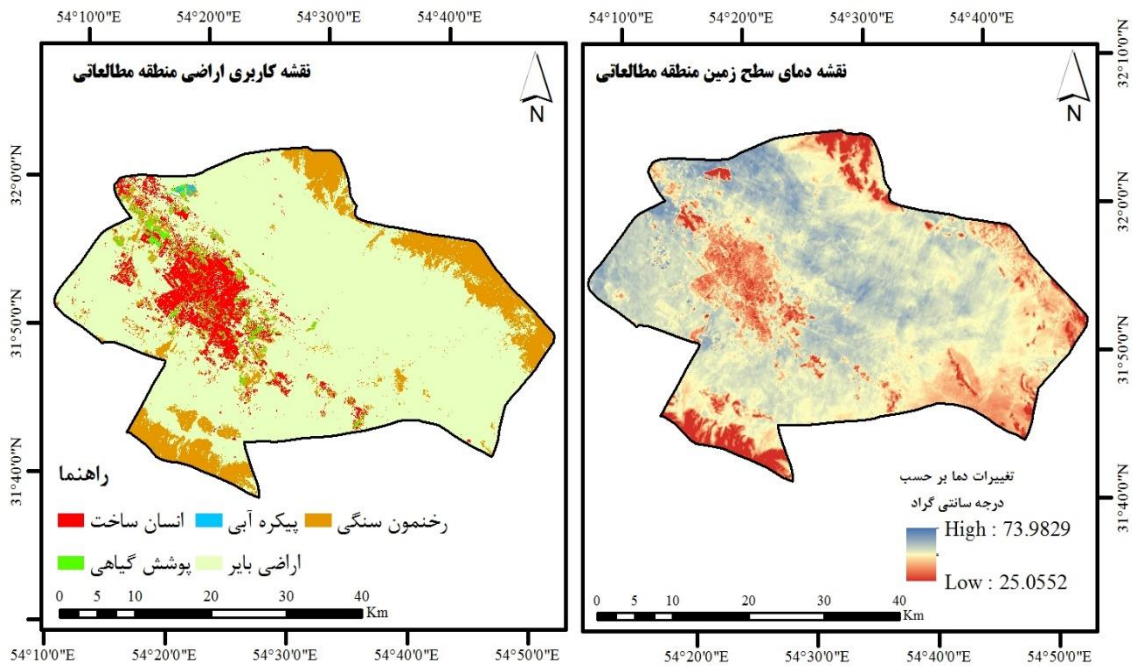 54°10'0"E 54°20'0"E 54°30'0"E 54°40'0"E
نقشه کاربری اراضی منطقه مطالعاتی
N
32°0'0"N
31°50'0"N
31°40'0"N
راهنما
انسان ساخت پیکره آبی رخنمون سنگی
پوشش گیاهی اراضی بایر
0 10 20 30 40
Km
54°10'0"E 54°20'0"E 54°30'0"E 54°40'0"E 54°50'0"E
54°10'0"E 54°20'0"E 54°30'0"E 54°40'0"E
نقشه دمای سطح زمین منطقه مطالعاتی
N
32°10'0"N
32°0'0"N
31°50'0"N
31°40'0"N
تغییرات دما بر حسب
درجه سانتی گراد
High : 73.9829
Low : 25.0552
0 5 10 20 30 40
Km
54°20'0"E 54°30'0"E 54°40'0"E 54°50'0"E